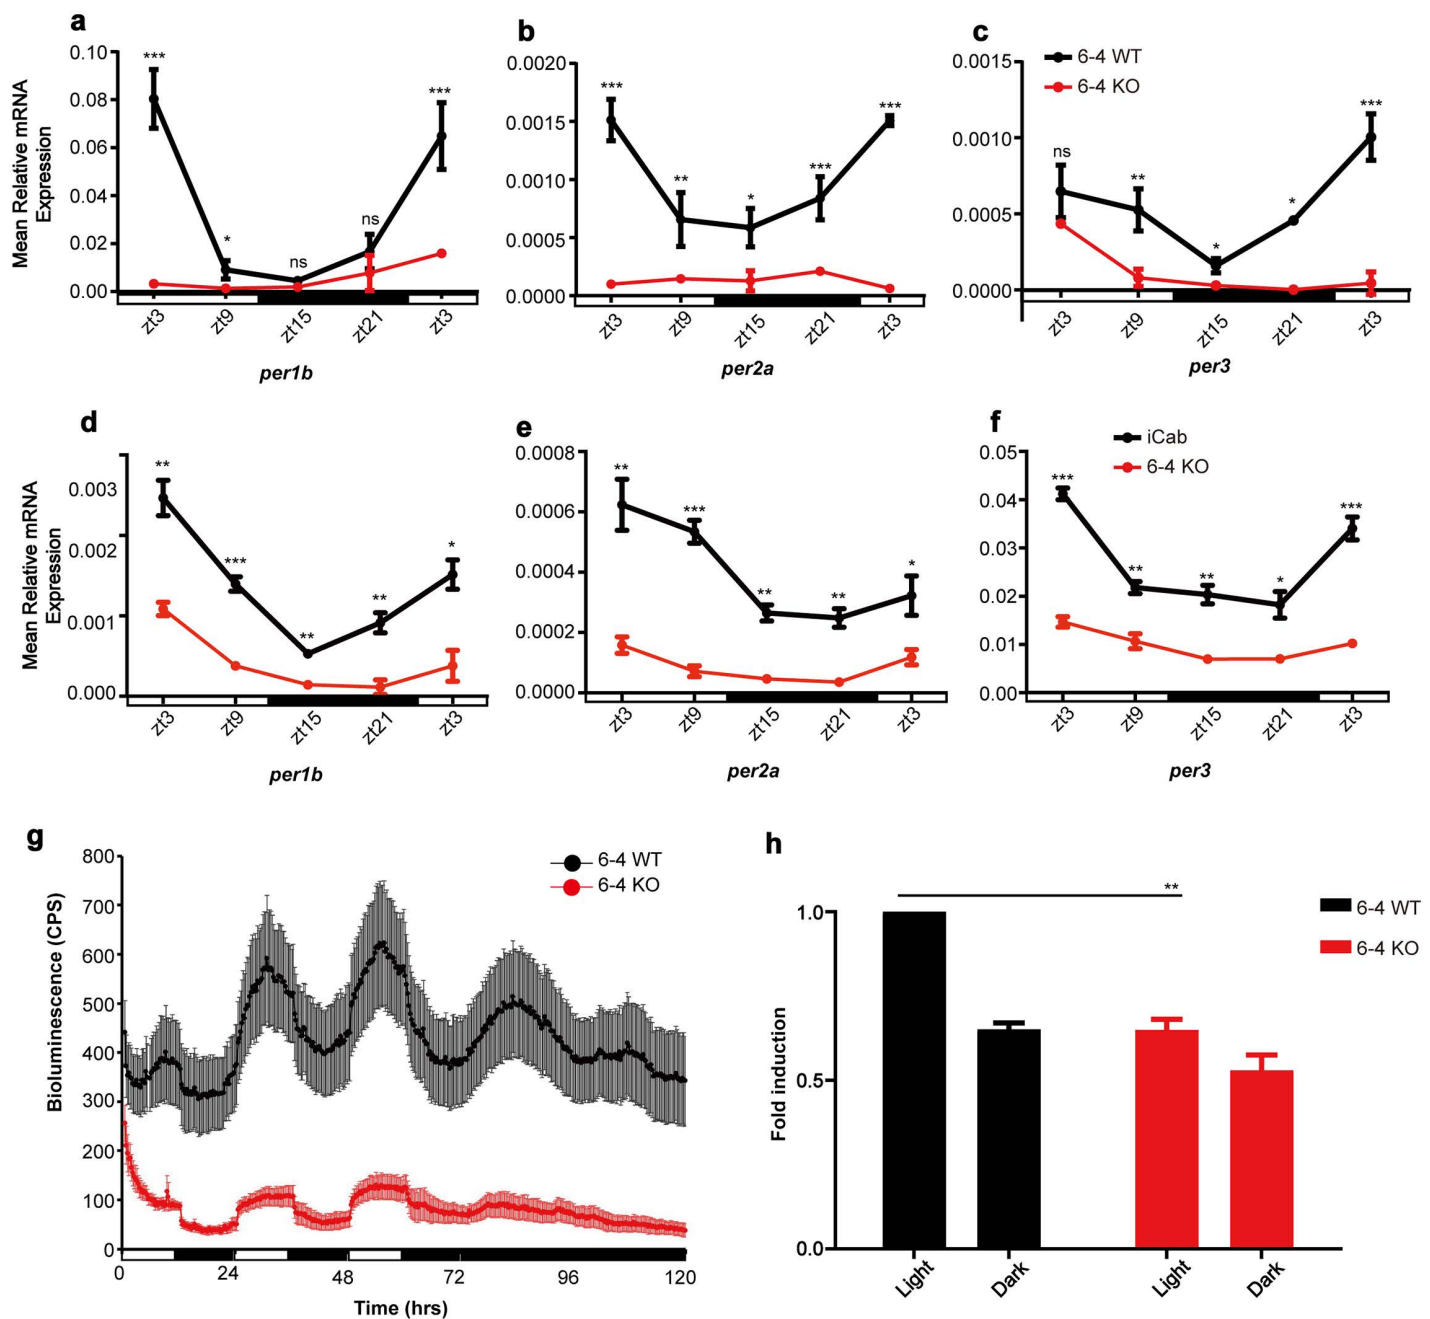 a
Mean Relative mRNA
Expression
0.10
0.08
0.06
0.04
0.02
0.00
***
*
ns
ns
***
zt3
zt9
zt15
zt21
zt3
per1b
b
0.0020
0.0015
0.0010
0.0005
0.0000
***
**
*
***
***
zt3
zt9
zt15
zt21
zt3
per2a
c
6-4 WT
6-4 KO
0.0015
0.0010
0.0005
0.0000
ns
**
*
*
***
zt3
zt9
zt15
zt21
zt3
per3
d
Mean Relative mRNA
Expression
0.003
0.002
0.001
0.000
**
***
**
**
*
zt3
zt9
zt15
zt21
zt3
per1b
e
0.0008
0.0006
0.0004
0.0002
0.0000
**
***
**
**
*
zt3
zt9
zt15
zt21
zt3
per2a
f
iCab
6-4 KO
0.05
0.04
0.03
0.02
0.01
0.00
***
**
**
*
***
zt3
zt9
zt15
zt21
zt3
per3
g
6-4 WT
6-4 KO
Bioluminescence (CPS)
800
700
600
500
400
300
200
100
0
0 24 48 72 96 120
Time (hrs)
h
**
6-4 WT
6-4 KO
Fold induction
1.0
0.5
0.0
Light
Dark
Light
Dark